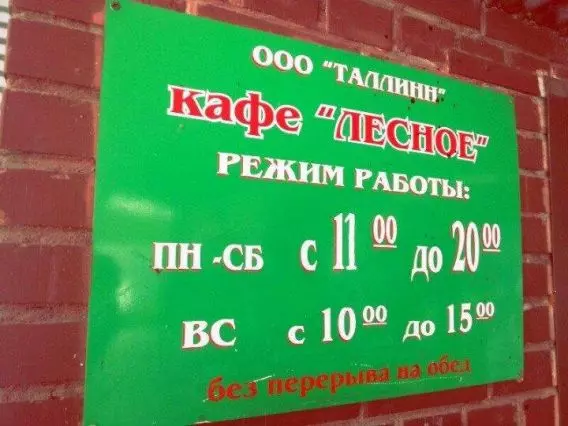 ООО "ТАЛЛИНН"
кафе "ЛЕСНОЕ"
РЕЖИМ РАБОТЫ:
ПН -СБ с 11 00 до 20 00
ВС с 10 00 до 15 00
без перерыва на обед